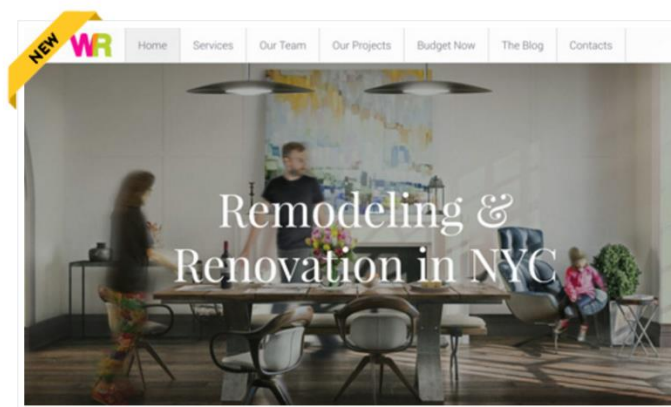 NEW
WR
Home Services Our Team Our Projects Budget Now The Blog Contacts
Remodeling &
Renovation in NYC